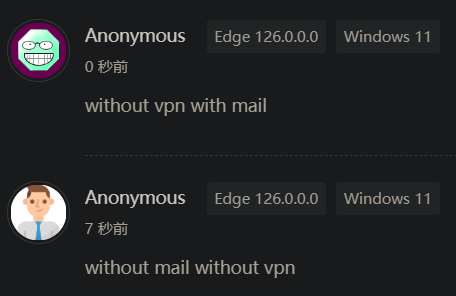 Anonymous Edge 126.0.0.0 Windows 11
0 秒前
without vpn with mail
Anonymous Edge 126.0.0.0 Windows 11
7 秒前
without mail without vpn